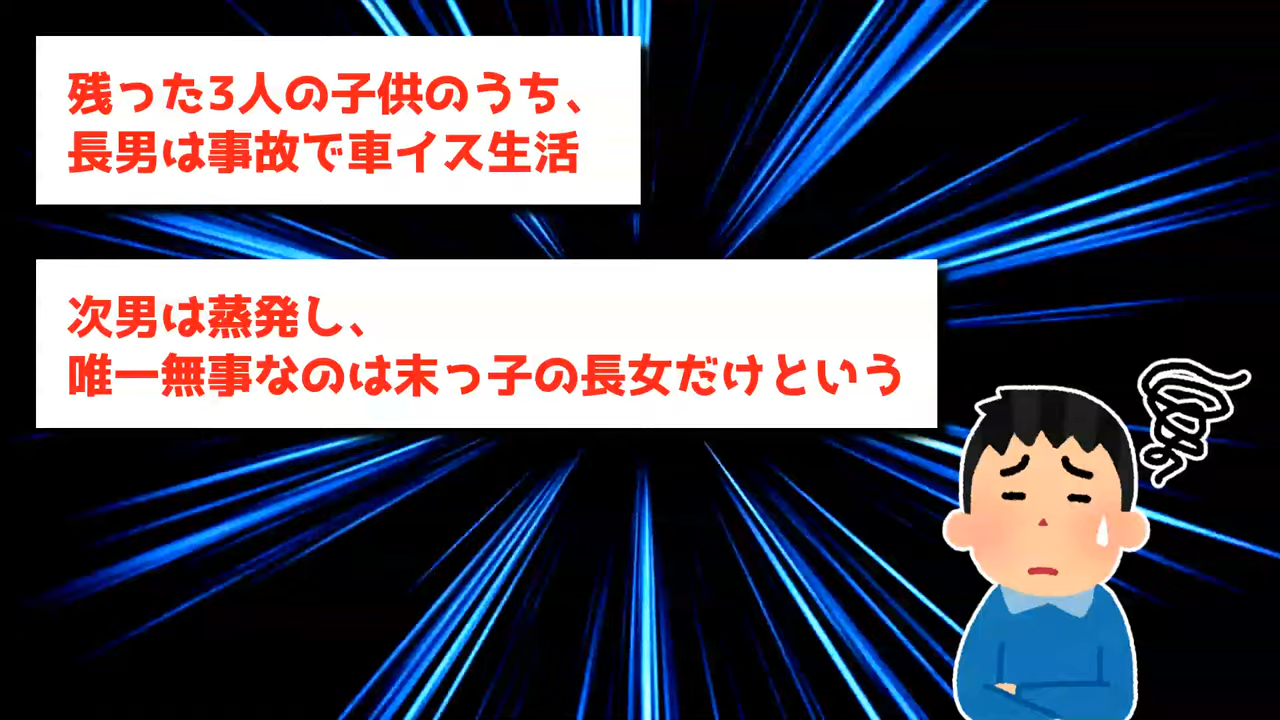 残った3人の子供のうち、
長男は事故で車イス生活
次男は蒸発し、
唯一無事なのは末っ子の長女だけという